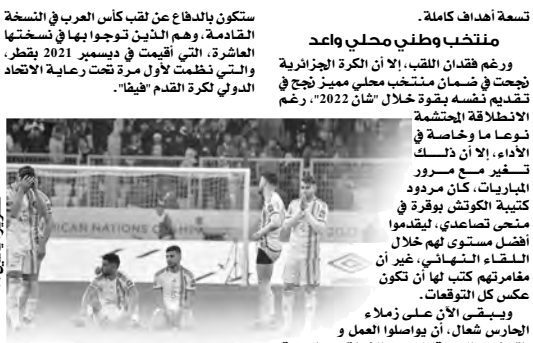 تسعة أهداف كاملة.
منتخب وطني محلي واعد
ورغم فقدان اللقب، إلا أن الكرة الجزائرية
نجحت في ضمان منتخب محلي مميز نجح في
تقديم نفسه بقوة خلال "شان 2022"، رغم
الانطلاقة المحتشمة
نوعا ما وخاصة في
الأداء، إلا أن ذلك
تغير مع مرور
المباريات، كان مردود
كتيبة الكوتش بوقرة في
منحى تصاعدي، ليقدموا
أفضل مستوى لهم خلال
اللقاء النهائي، غير أن
مغامرتهم كتب لها أن تكون
عكس كل التوقعات.
ويبقى الآن على زملاء
الحارس شعال، أن يواصلوا العمل و
ستكون بالدفاع عن لقب كأس العرب في النسخة
القادمة، وهم الذين توجوا بها في نسختها
العاشرة، التي أقيمت في ديسمبر 2021 بقطر،
والتي نظمت لأول مرة تحت رعاية الاتحاد
الدولي لكرة القدم "فيفا".
AFRICAN NATIONS CHAMPI